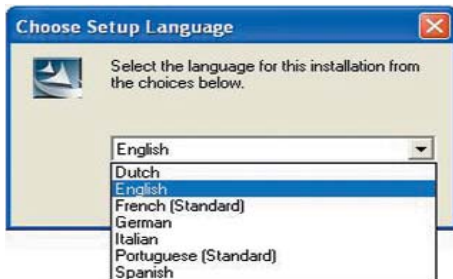 Choose Setup Language
Select the language for this installation from
the choices below.
English
Dutch
English
French (Standard)
German
Italian
Portuguese (Standard)
Spanish